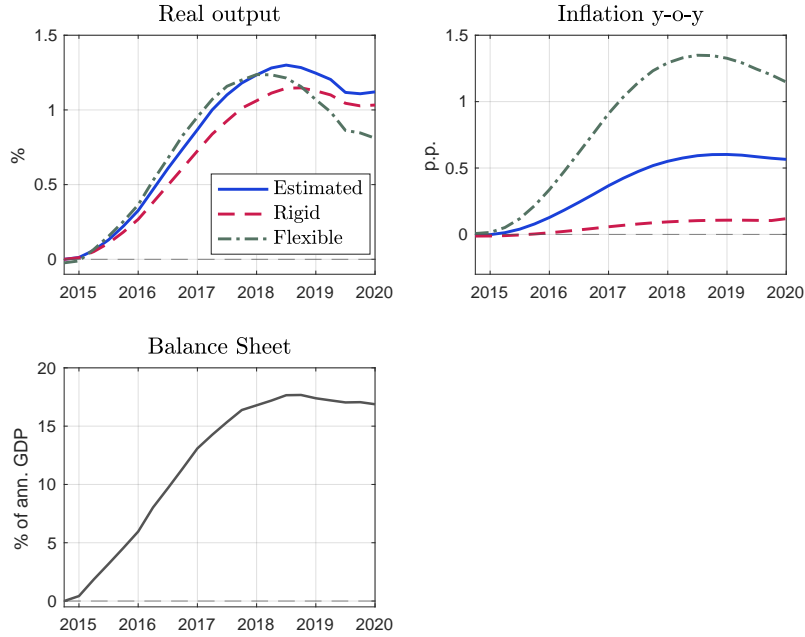 Real output
1.5
1
0.5
0
%
Estimated
Rigid
Flexible
2015 2016 2017 2018 2019 2020
Inflation y-o-y
1.5
1
0.5
0
p.p.
2015 2016 2017 2018 2019 2020
Balance Sheet
20
15
10
5
0
% of ann. GDP
2015 2016 2017 2018 2019 2020